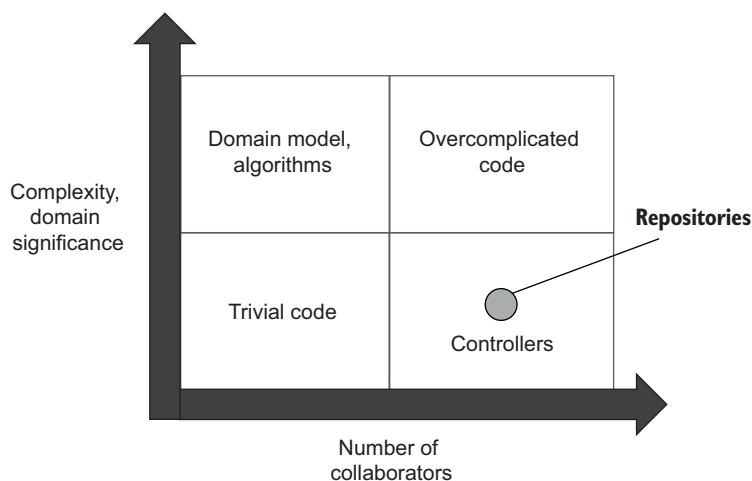 Domain model,
algorithms
Overcomplicated
code
Complexity,
domain
significance
Repositories
Trivial code
Controllers
Number of
collaborators